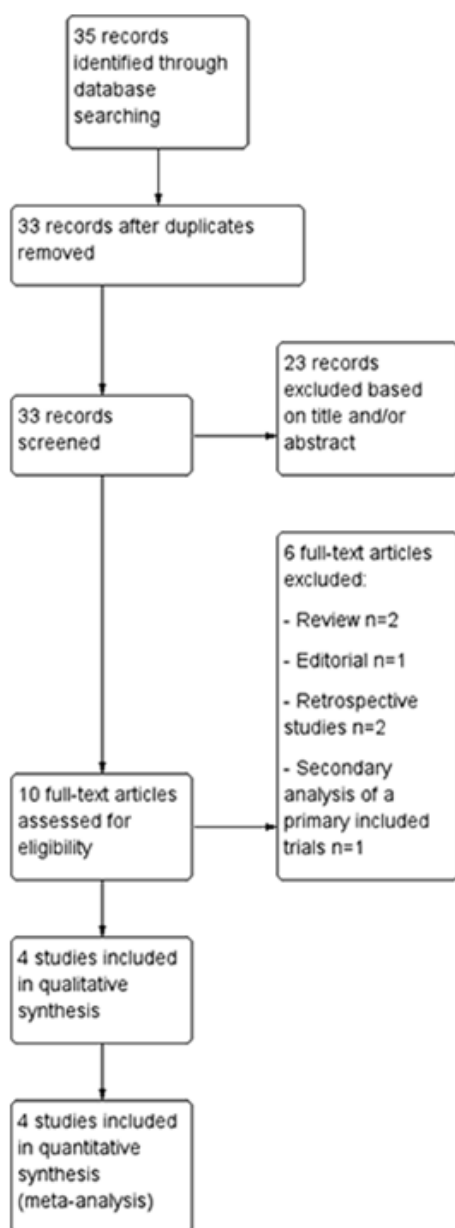 35 records
identified through
database
searching
33 records after duplicates
removed
33 records
screened
23 records
excluded based
on title and/or
abstract
6 full-text articles
excluded:
- Review n=2
- Editorial n=1
- Retrospective
studies n=2
- Secondary
analysis of a
primary included
trials n=1
10 full-text articles
assessed for
eligibility
4 studies included
in qualitative
synthesis
4 studies included
in quantitative
synthesis
(meta-analysis)